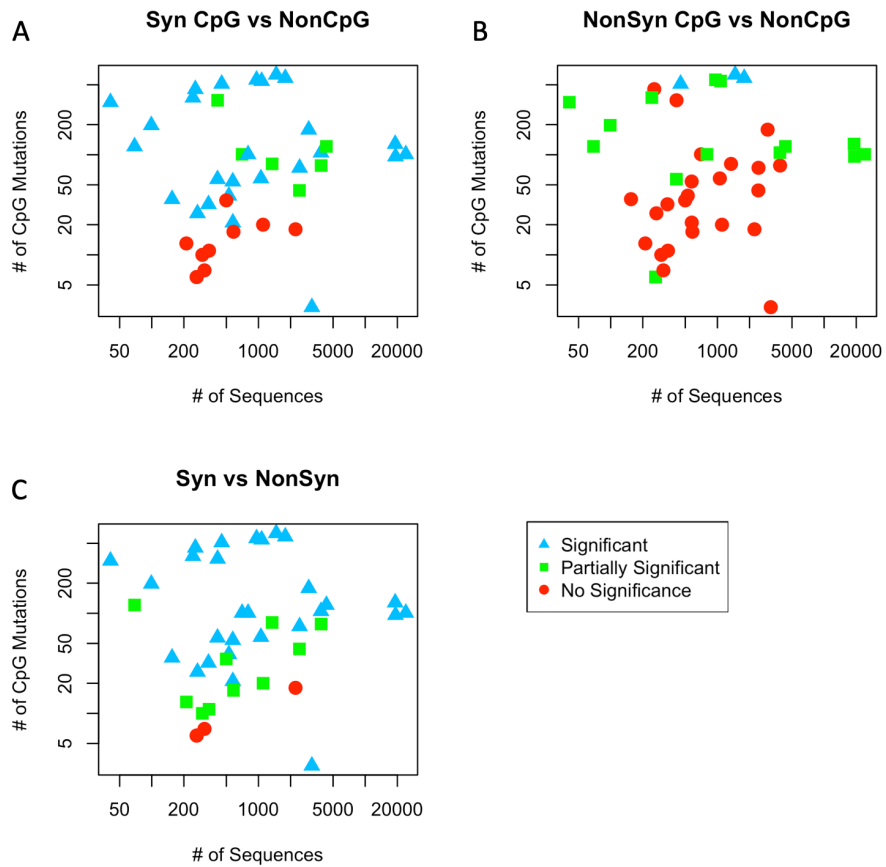 A
Syn CpG vs NonCpG
# of CpG Mutations
200
50
20
5
50
200
1000
5000
20000
# of Sequences
B
NonSyn CpG vs NonCpG
# of CpG Mutations
200
50
20
5
50
200
1000
5000
20000
# of Sequences
C
Syn vs NonSyn
# of CpG Mutations
200
50
20
5
50
200
1000
5000
20000
# of Sequences
Significant
Partially Significant
No Significance